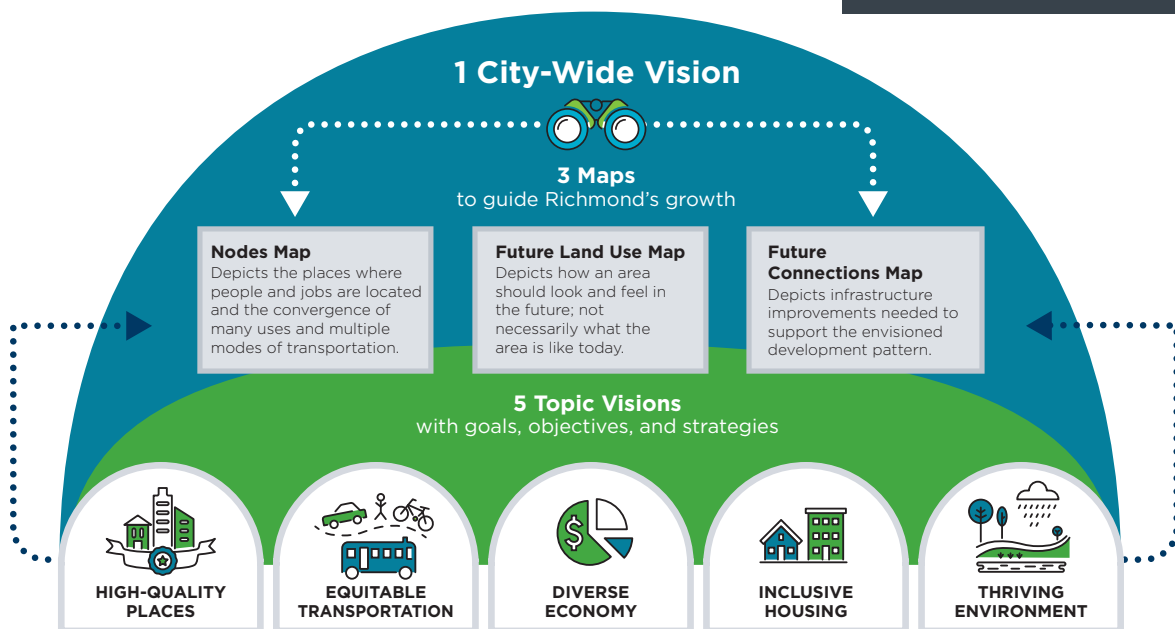 1 City-Wide Vision
3 Maps
to guide Richmond's growth
Nodes Map
Depicts the places where
people and jobs are located
and the convergence of
many uses and multiple
modes of transportation.
Future Land Use Map
Depicts how an area
should look and feel in
the future; not
necessarily what the
area is like today.
Future
Connections Map
Depicts infrastructure
improvements needed to
support the envisioned
development pattern.
5 Topic Visions
with goals, objectives, and strategies
$
HIGH-QUALITY
PLACES
EQUITABLE
TRANSPORTATION
DIVERSE
ECONOMY
INCLUSIVE
HOUSING
THRIVING
ENVIRONMENT